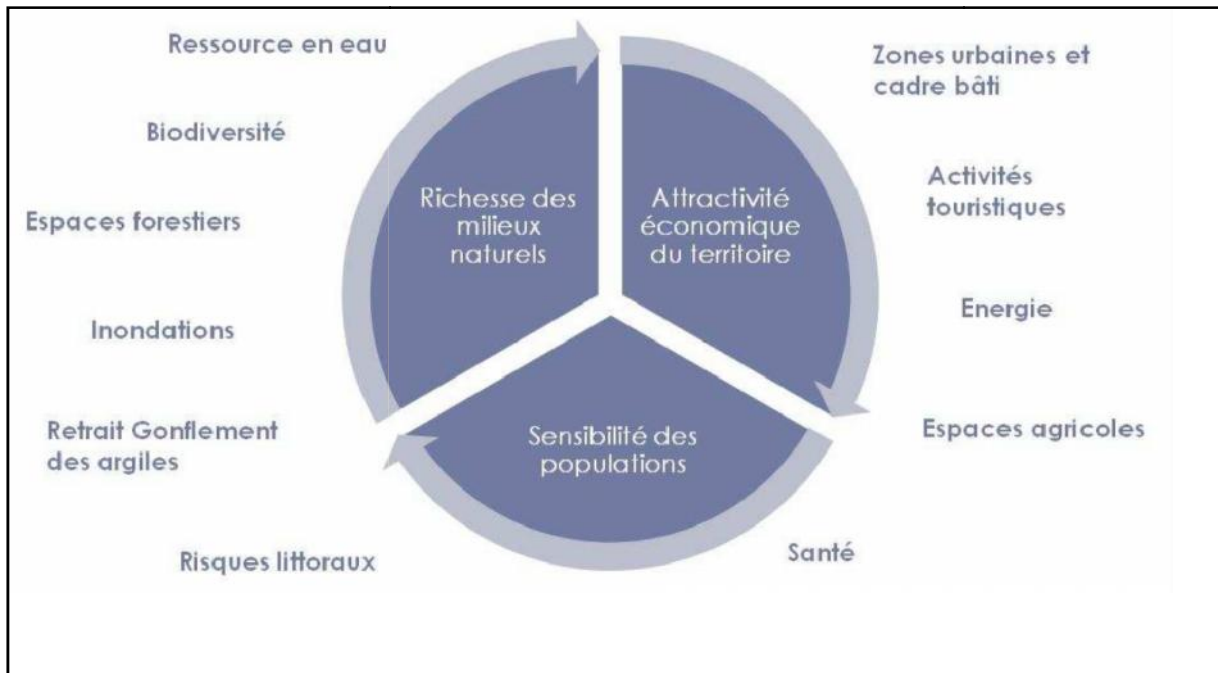 Ressource en eau
Biodiversité
Espaces forestiers
Inondations
Retrait Gonflement
des argiles
Risques littoraux
Richesse des
milieux
naturels
Attractivité
économique
du territoire
Sensibilité des
populations
Zones urbaines et
cadre bâti
Activités
touristiques
Energie
Espaces agricoles
Santé